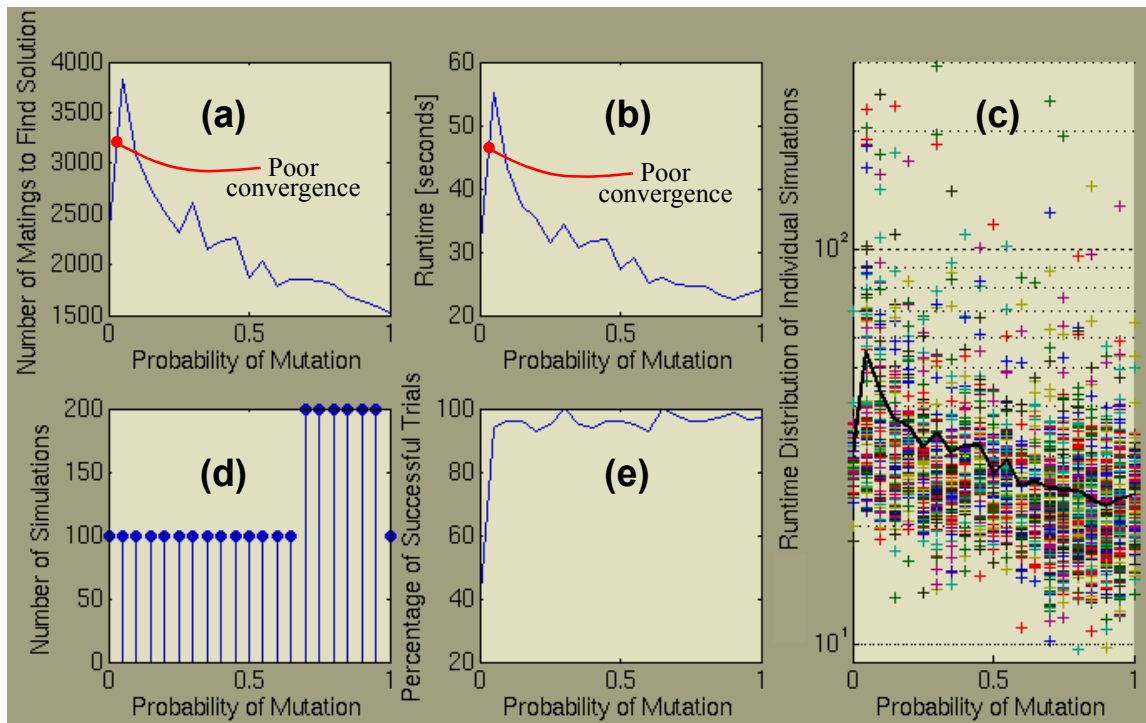 Number of Matings to Find Solution
4000
3500
3000
2500
2000
1500
(a)
Poor
convergence
0
0.5
1
Probability of Mutation
Runtime [seconds]
60
50
40
30
20
(b)
Poor
convergence
0
0.5
1
Probability of Mutation
Runtime Distribution of Individual Simulations
(c)
10²
10¹
0
0.5
1
Probability of Mutation
Number of Simulations
200
150
100
50
0
(d)
0
0.5
1
Probability of Mutation
Percentage of Successful Trials
100
80
60
40
20
(e)
0
0.5
1
Probability of Mutation